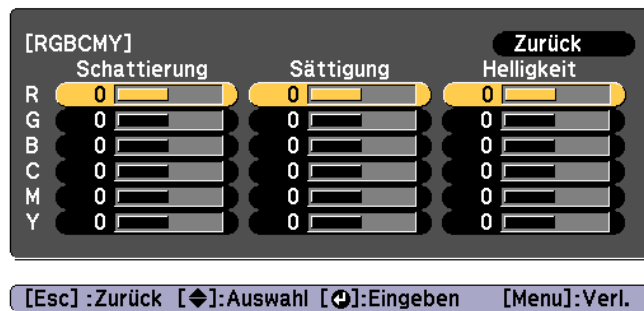 [RGBCMY] Zurück
Schattierung Sättigung Helligkeit
R 0 0 0
G 0 0 0
B 0 0 0
C 0 0 0
M 0 0 0
Y 0 0 0
[Esc] :Zurück [◆]:Auswahl [↵]:Eingeben [Menu]:Verl.